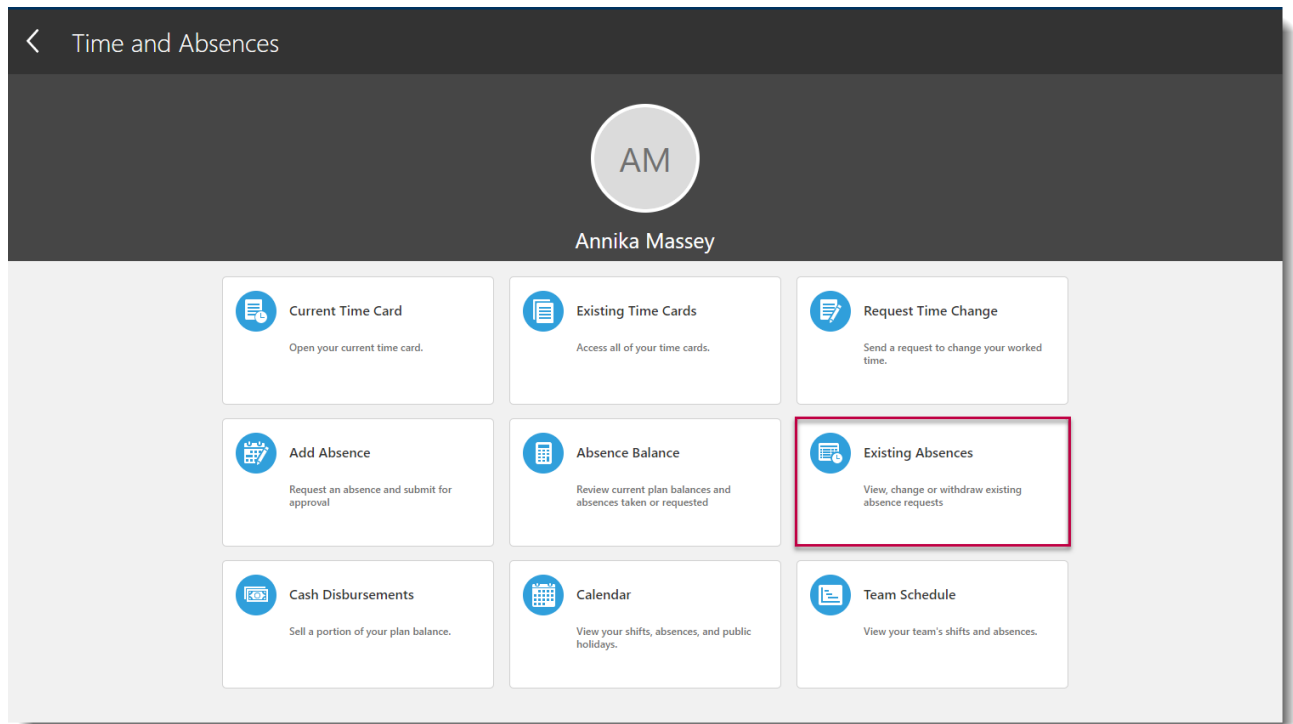 Time and Absences
AM
Annika Massey
Current Time Card
Open your current time card.
Existing Time Cards
Access all of your time cards.
Request Time Change
Send a request to change your worked
time.
Add Absence
Request an absence and submit for
approval
Absence Balance
Review current plan balances and
absences taken or requested
Existing Absences
View, change or withdraw existing
absence requests
Cash Disbursements
Sell a portion of your plan balance.
Calendar
View your shifts, absences, and public
holidays.
Team Schedule
View your team's shifts and absences.